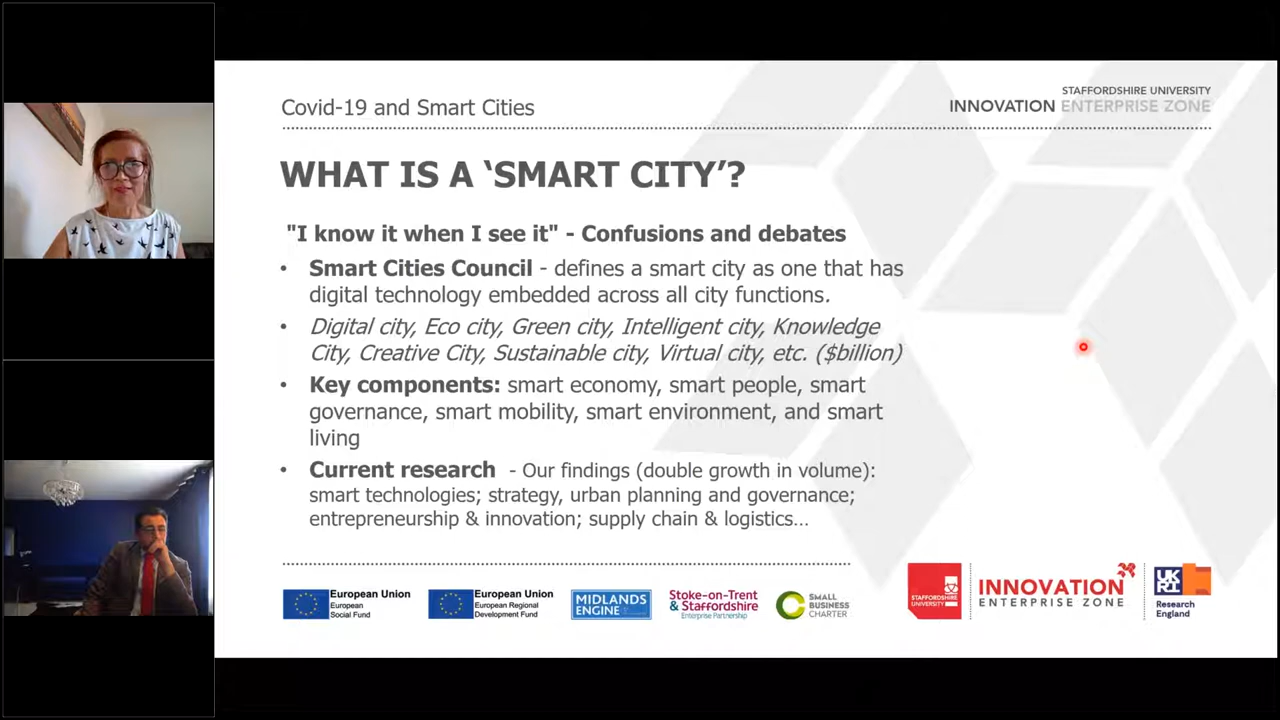 Covid-19 and Smart Cities
STAFFORDSHIRE UNIVERSITY
INNOVATION ENTERPRISE ZONE
WHAT IS A ‘SMART CITY’?
"I know it when I see it" - Confusions and debates
• Smart Cities Council - defines a smart city as one that has
digital technology embedded across all city functions.
• Digital city, Eco city, Green city, Intelligent city, Knowledge
City, Creative City, Sustainable city, Virtual city, etc. ($billion)
• Key components: smart economy, smart people, smart
governance, smart mobility, smart environment, and smart
living
• Current research - Our findings (double growth in volume):
smart technologies; strategy, urban planning and governance;
entrepreneurship & innovation; supply chain & logistics…
European Union
European
Social Fund
European Union
European Regional
Development Fund
MIDLANDS
ENGINE
Stoke-on-Trent
& Staffordshire
Enterprise Partnership
SMALL
BUSINESS
CHARTER
STAFFORDSHIRE
UNIVERSITY
INNOVATION
ENTERPRISE ZONE
UK
RI
Research
England